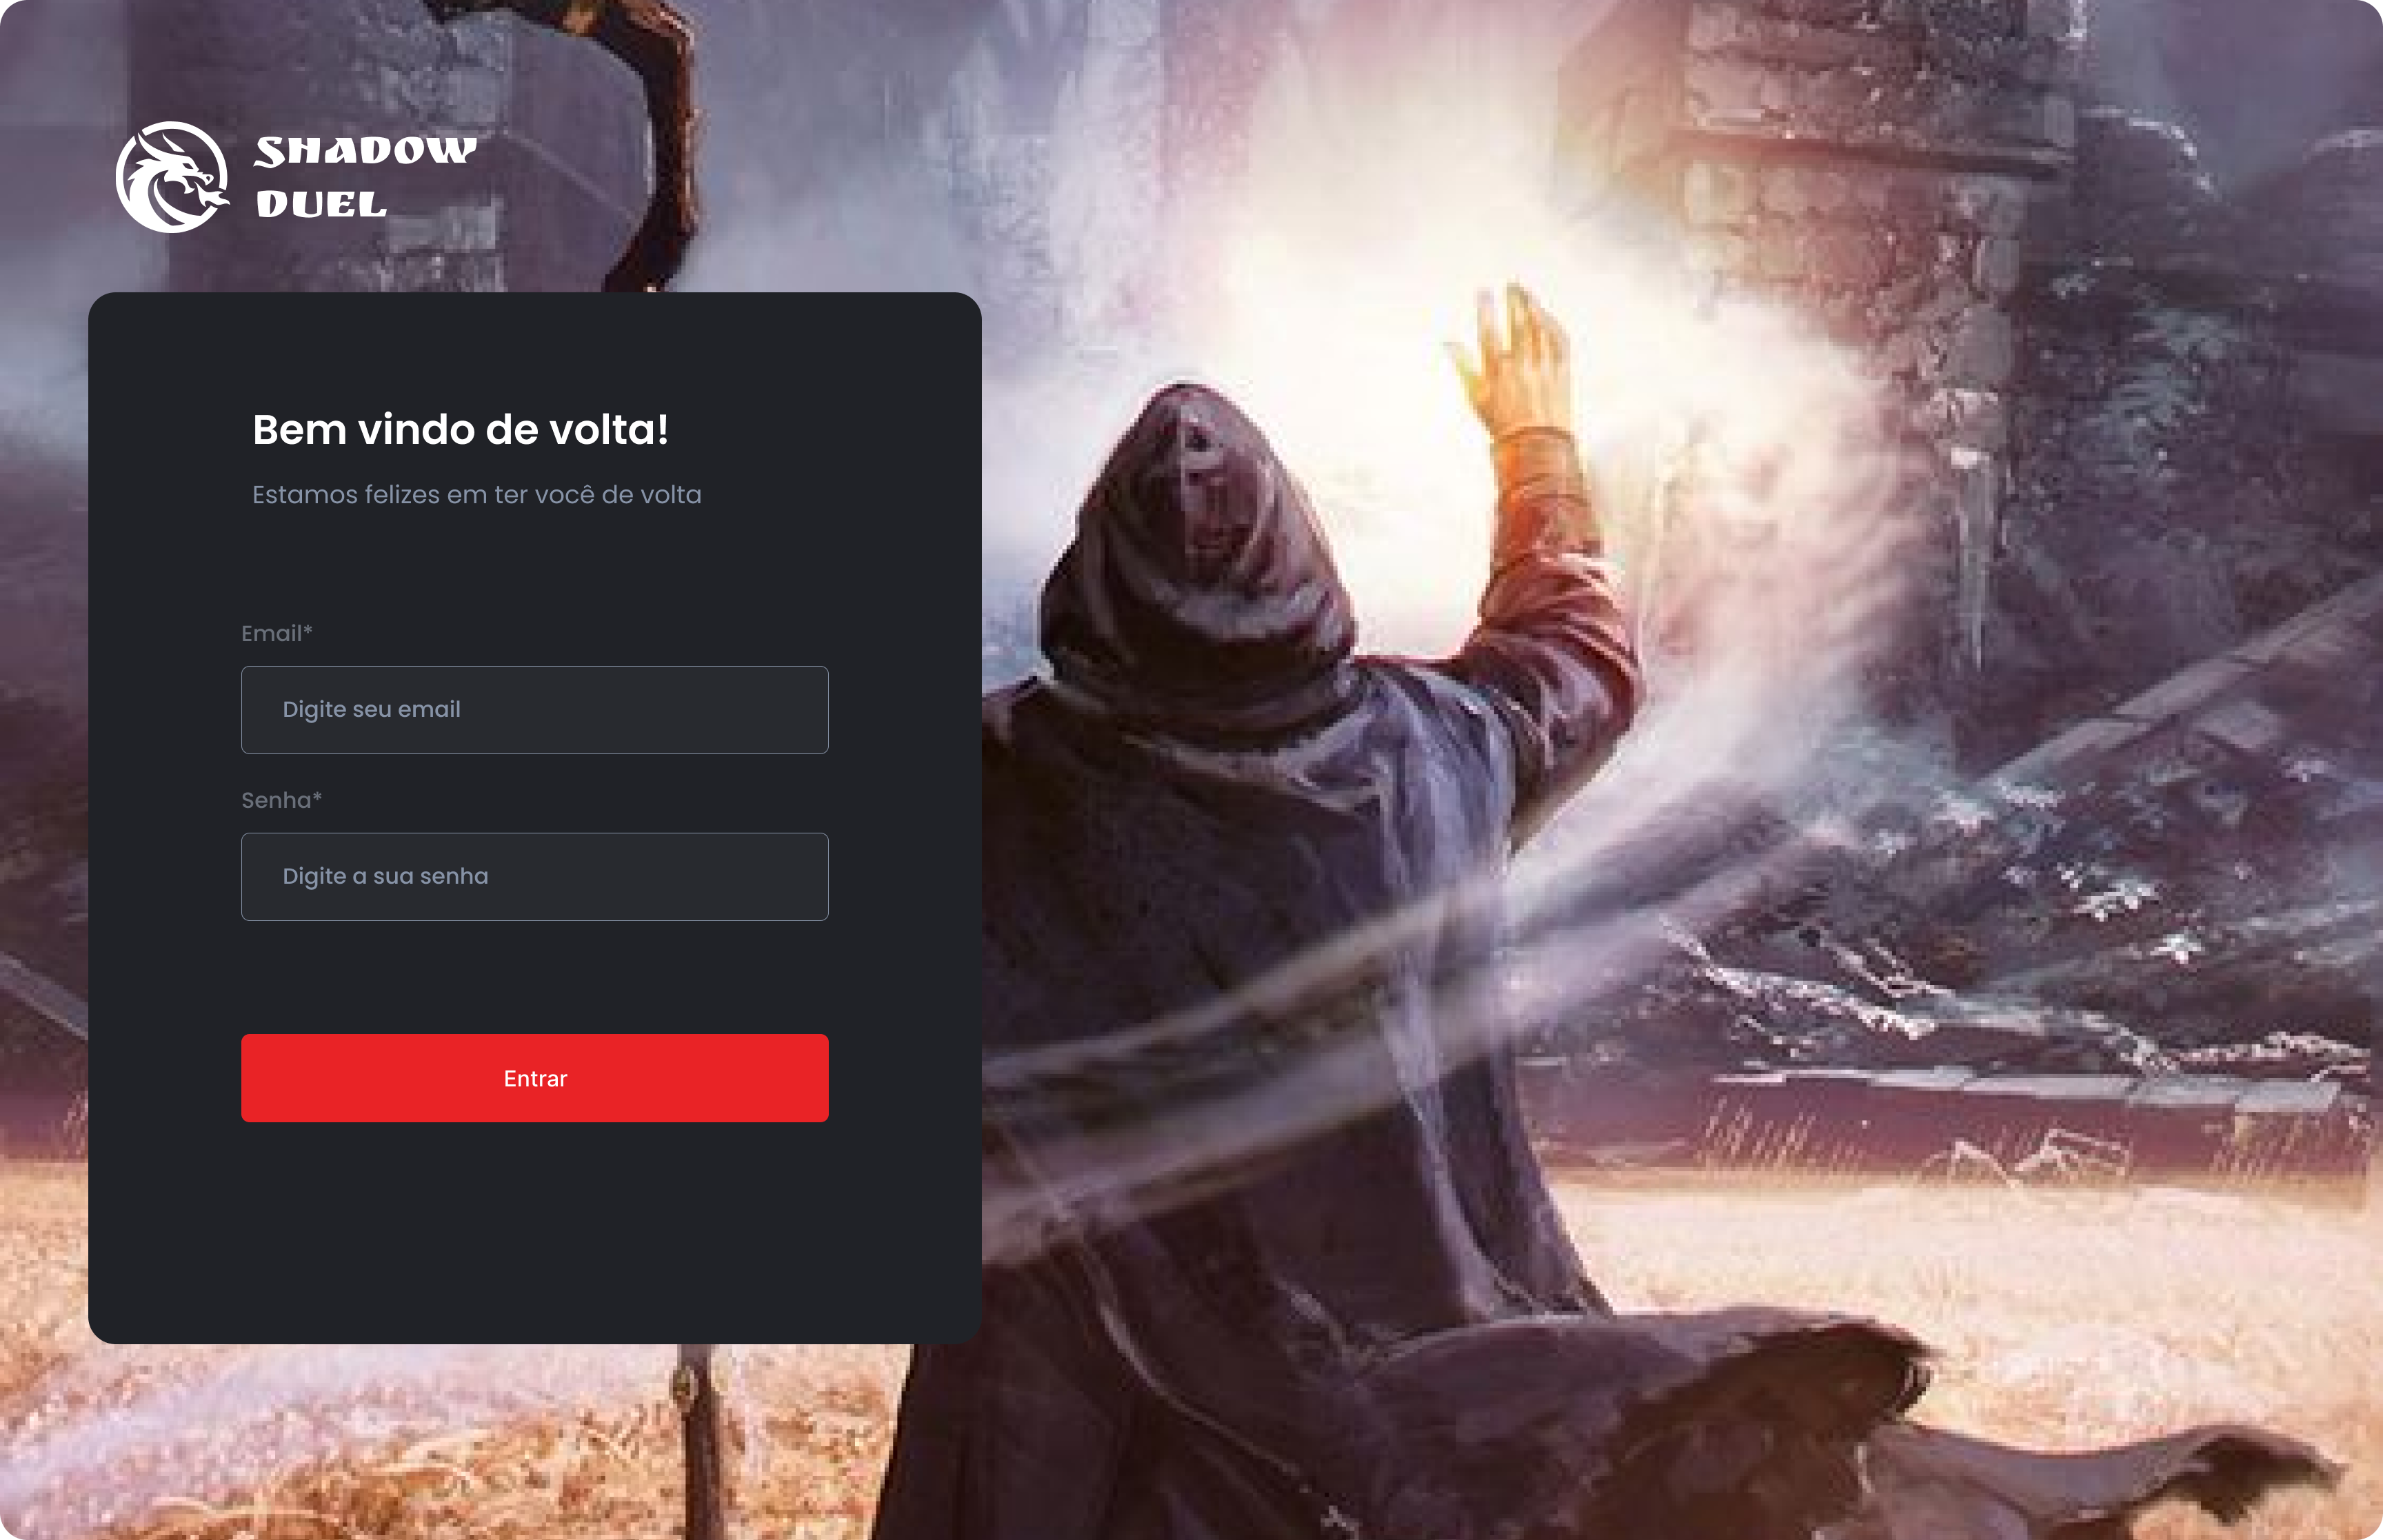 SHADOW
DUEL
Bem vindo de volta!
Estamos felizes em ter você de volta
Email*
Digite seu email
Senha*
Digite a sua senha
Entrar